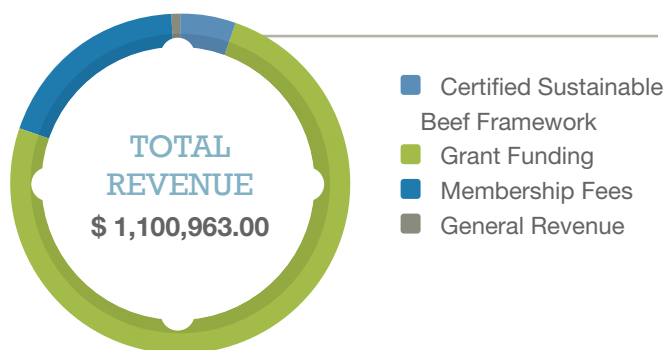 TOTAL
REVENUE
$ 1,100,963.00
Certified Sustainable
Beef Framework
Grant Funding
Membership Fees
General Revenue